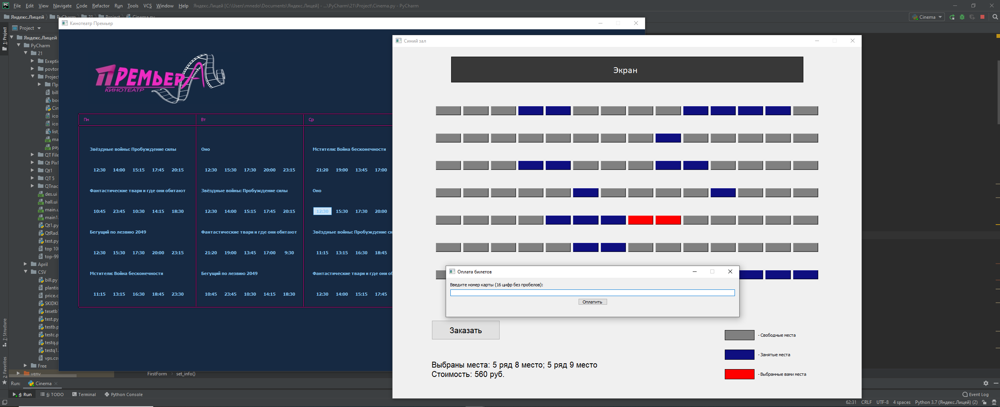 File Edit View Navigate Code Refactor Run Tools VCS Window Help Яндекс.Лицей [C:\Users\mnedo\Documents\Яндекс.Лицей] - ...\PyCharm\21\Project\Cinema.py - PyCharm
Яндекс.Лицей PyCharm 21 Project Cinema.py
Cinema
1: Project
7: Structure
2: Favorites
Project
Яндекс.Лицей
PyCharm
21
Exeptic
povtor
Project
Пр
bill
boo
Cin
ico
ico
list_
ma
pay
QT File
Qt Pixl
Qt1
QT 5
QTnac
des.ui
hall.ui
main.u
main1.
Qt1.py
QtRad.
test.py
top 100
top-99
April
CSV
bill.py
plantis
price.c
SKIDKI
tesetb1
test.py
testb.p
testc.p
testq.p
testq1.
vps.csv
Free
venv
Кинотеатр Премьер
ПРЕМЬЕР
КИНОТЕАТР
Пн
Звёздные войны: Пробуждение силы
12:30 14:00 15:15 17:45 20:15
Фантастические твари и где они обитают
10:45 23:45 10:30 14:15 18:30
Бегущий по лезвию 2049
12:30 15:30 17:30 20:00 23:15
Мстители: Война бесконечности
11:15 13:15 16:30 18:45 23:30
Вт
Оно
12:30 15:30 17:30 20:00 23:15
Звёздные войны: Пробуждение силы
12:30 14:00 15:15 17:45 20:15
Фантастические твари и где они обитают
21:20 19:00 13:45 17:00 9:30
Бегущий по лезвию 2049
10:45 23:45 10:30 14:15 18:30
Ср
Мстители: Война бесконечности
21:20 19:00 13:45 17:00
Оно
12:30 15:30 17:30 20:00
Звёздные войны: Пробуждение си
11:15 13:15 16:30 18:45
Фантастические твари и где они об
12:30 14:00 15:15 17:45
Синий зал
Экран
Оплата билетов
Введите номер карты (16 цифр без пробелов):
Оплатить
Заказать
- Свободные места
- Занятые места
- Выбранные вами места
Выбраны места: 5 ряд 8 место; 5 ряд 9 место
Стоимость: 560 руб.
FirstForm set_info()
Run: Cinema
4: Run 6: TODO Terminal Python Console
Event Log
62:31 CRLF UTF-8 4 spaces Python 3.7 (Яндекс.Лицей) (2)